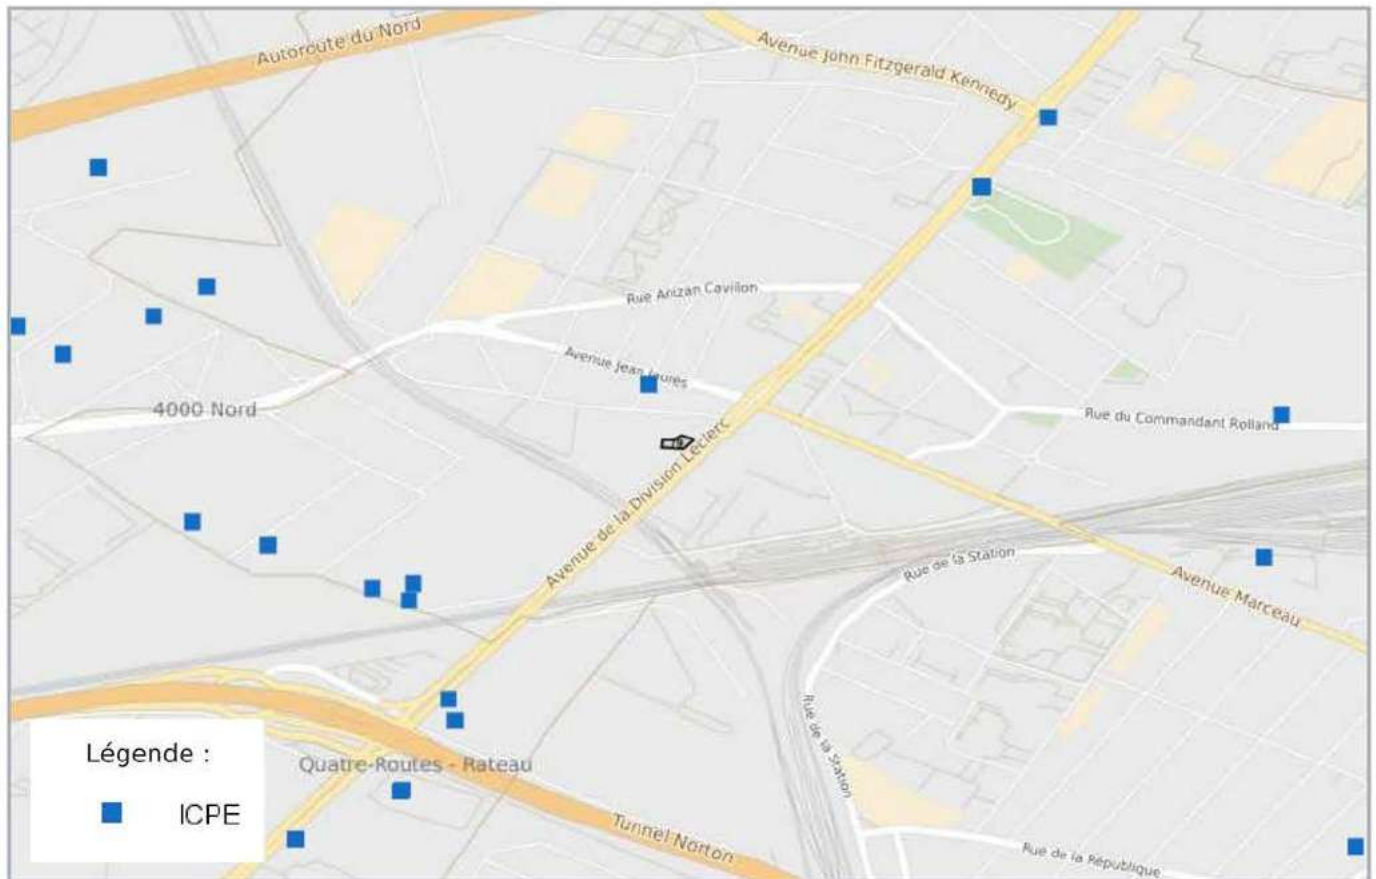 Autoroute du Nord
Avenue John Fitzgerald Kennedy
Rue Arizan Cavillon
Avenue Jean Jaurès
4000 Nord
Rue du Commandant Rolland
Avenue de la Division Leclerc
Rue de la Station
Avenue Marceau
Rue de la Station
Légende :
ICPE
Quatre-Routes - Rateau
Tunnel Norton
Rue de la République